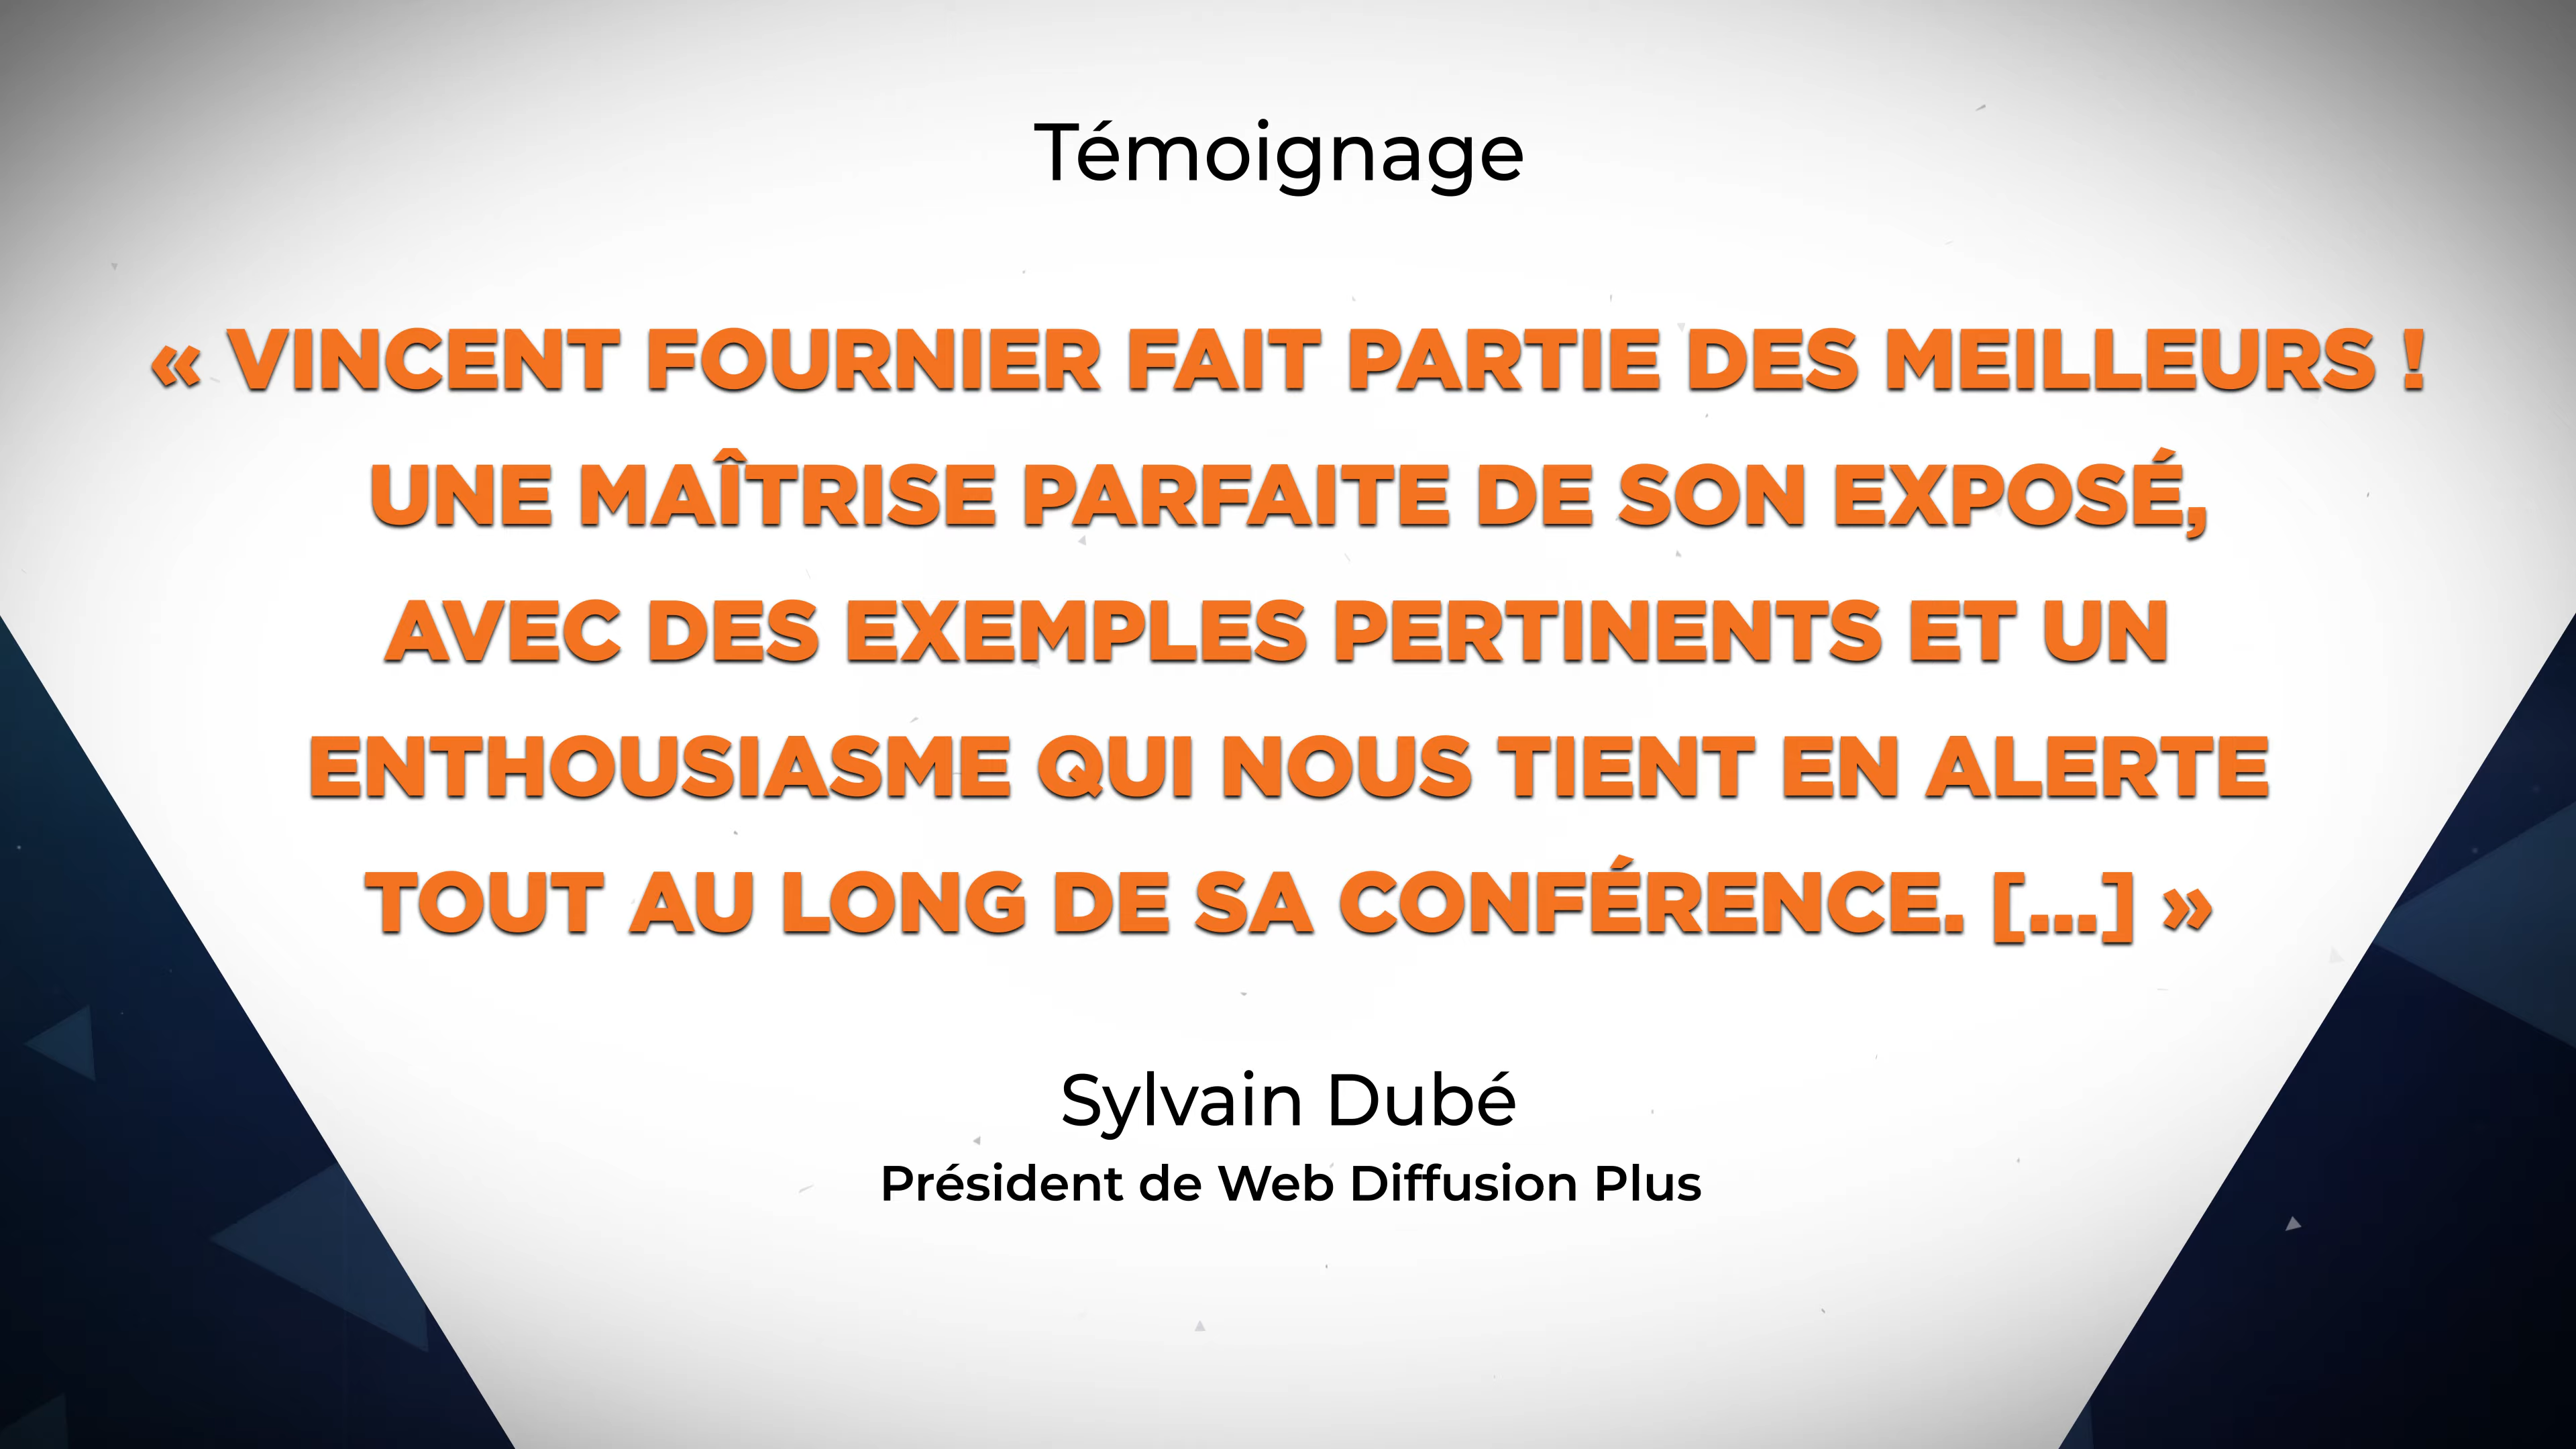 Témoignage
« VINCENT FOURNIER FAIT PARTIE DES MEILLEURS !
UNE MAÎTRISE PARFAITE DE SON EXPOSÉ,
AVEC DES EXEMPLES PERTINENTS ET UN
ENTHOUSIASME QUI NOUS TIENT EN ALERTE
TOUT AU LONG DE SA CONFÉRENCE. [...] »
Sylvain Dubé
Président de Web Diffusion Plus